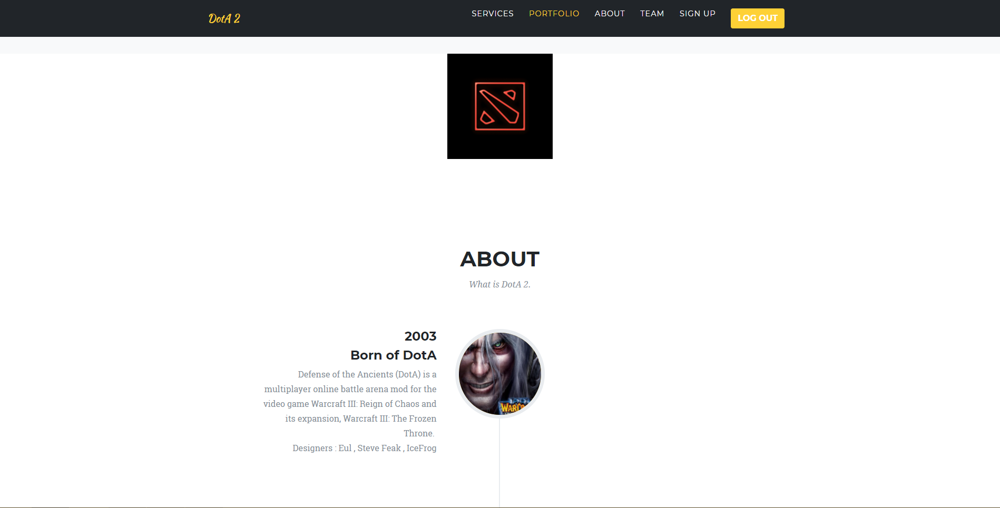 DotA 2
SERVICES
PORTFOLIO
ABOUT
TEAM
SIGN UP
LOG OUT
ABOUT
What is DotA 2.
2003
Born of DotA
Defense of the Ancients (DotA) is a
multiplayer online battle arena mod for the
video game Warcraft III: Reign of Chaos and
its expansion, Warcraft III: The Frozen
Throne.
Designers : Eul , Steve Feak , IceFrog